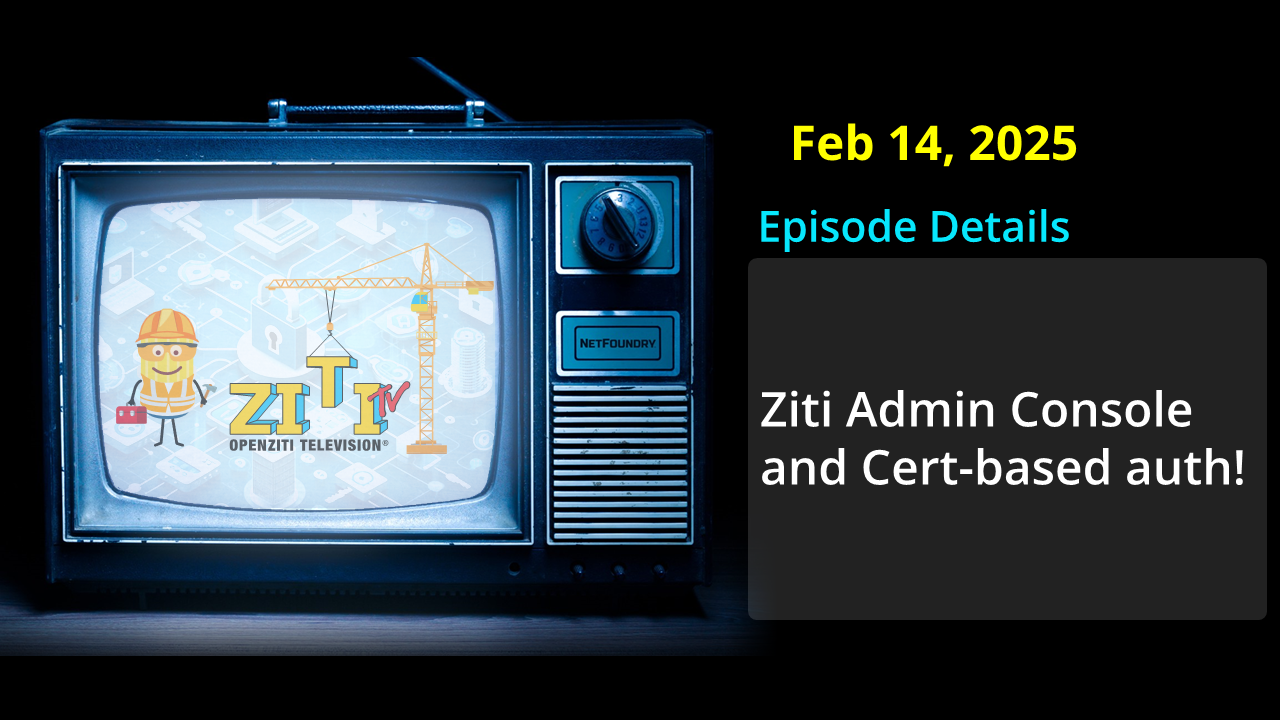 Feb 14, 2025
Episode Details
NETFOUNDRY
ZITI TV
OPENZITI TELEVISION®
Ziti Admin Console
and Cert-based auth!